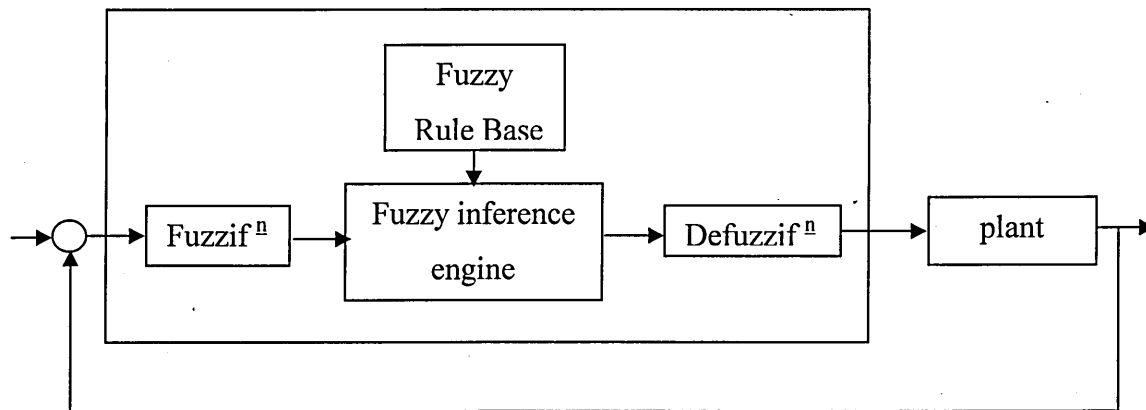 Fuzzy
Rule Base
Fuzzif n
Fuzzy inference
engine
Defuzzif n
plant